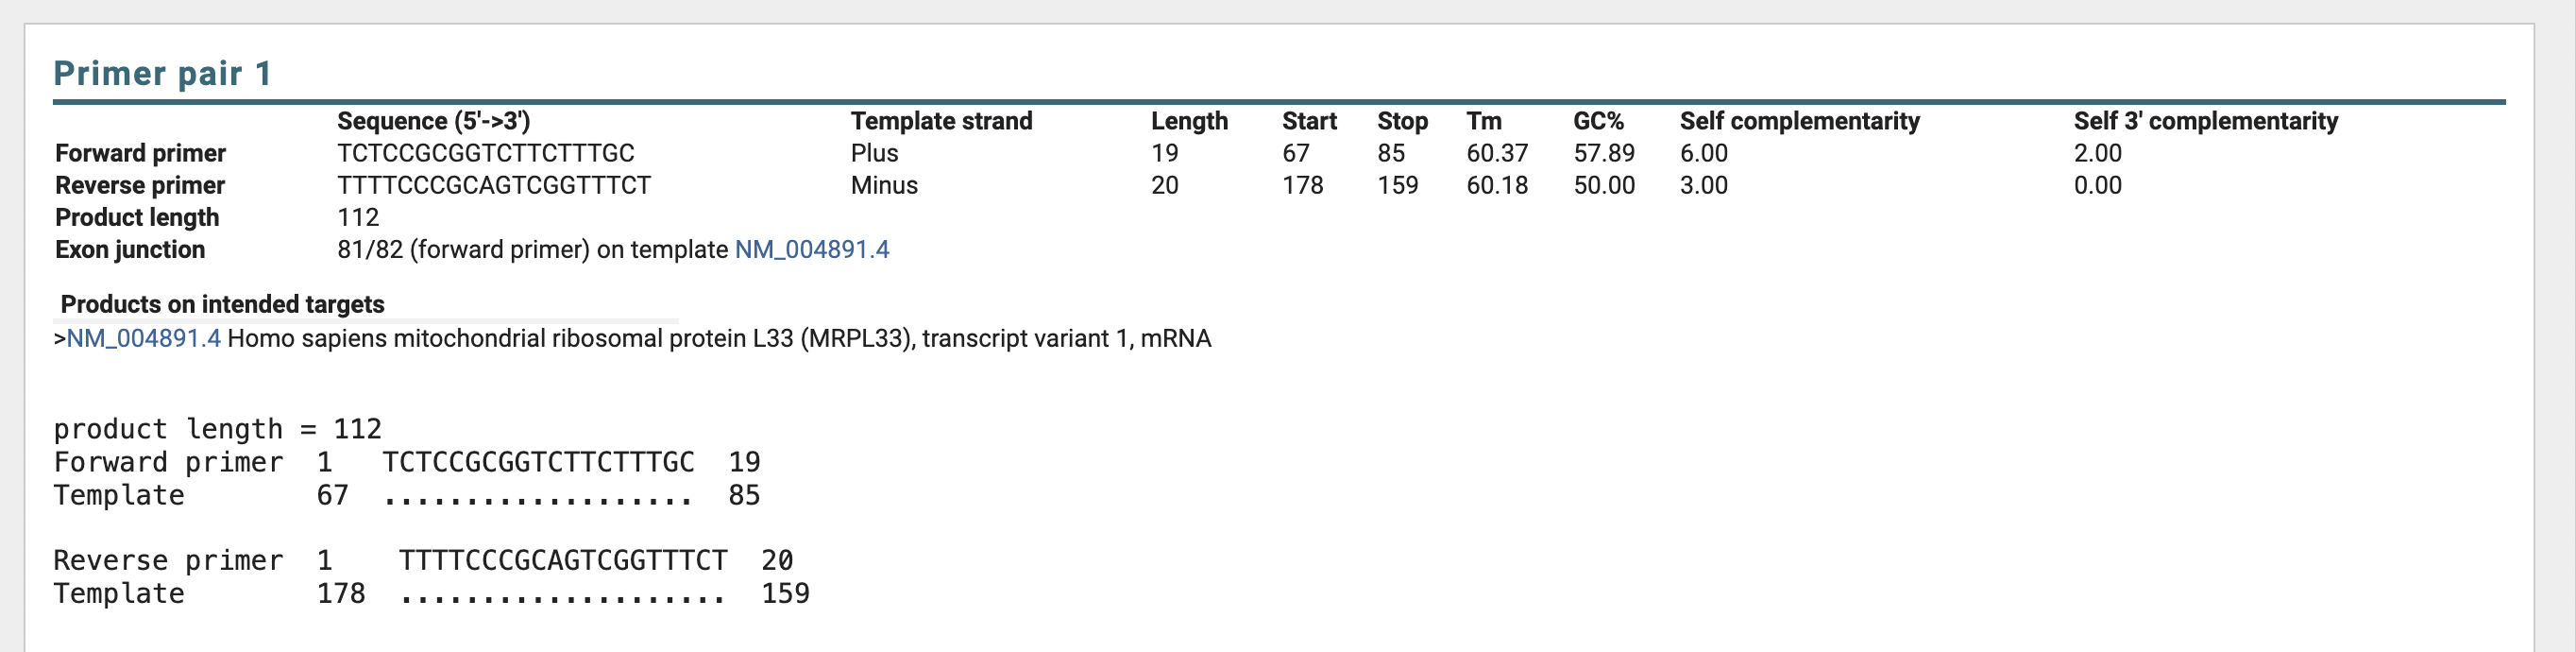 Primer pair 1
Sequence (5'->3') Template strand Length Start Stop Tm GC% Self complementarity Self 3' complementarity
Forward primer TCTCCGCGGTCTTCTTTGC Plus 19 67 85 60.37 57.89 6.00 2.00
Reverse primer TTTTCCCGCAGTCGGTTTCT Minus 20 178 159 60.18 50.00 3.00 0.00
Product length 112
Exon junction 81/82 (forward primer) on template NM_004891.4
Products on intended targets
>NM_004891.4 Homo sapiens mitochondrial ribosomal protein L33 (MRPL33), transcript variant 1, mRNA
product length = 112
Forward primer 1 TCTCCGCGGTCTTCTTTGC 19
Template 67 ................... 85
Reverse primer 1 TTTTCCCGCAGTCGGTTTCT 20
Template 178 .................... 159